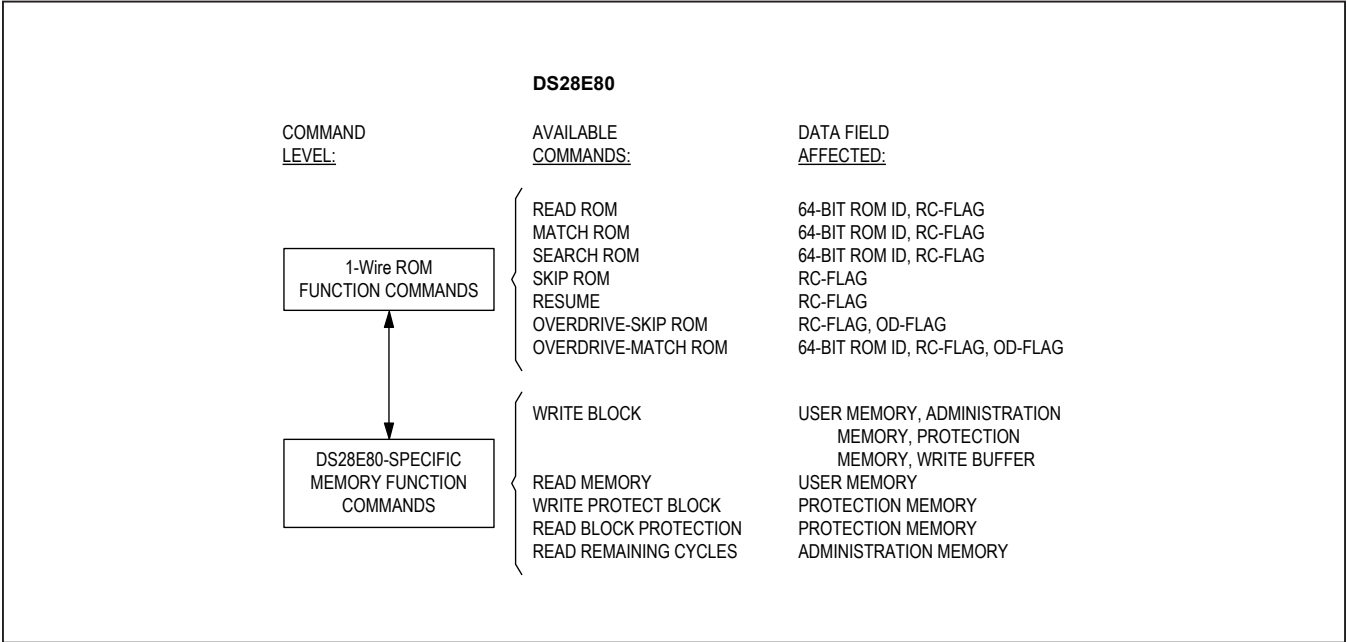 DS28E80
COMMAND AVAILABLE DATA FIELD
LEVEL: COMMANDS: AFFECTED:
READ ROM 64-BIT ROM ID, RC-FLAG
MATCH ROM 64-BIT ROM ID, RC-FLAG
SEARCH ROM 64-BIT ROM ID, RC-FLAG
1-Wire ROM SKIP ROM RC-FLAG
FUNCTION COMMANDS RESUME RC-FLAG
OVERDRIVE-SKIP ROM RC-FLAG, OD-FLAG
OVERDRIVE-MATCH ROM 64-BIT ROM ID, RC-FLAG, OD-FLAG
WRITE BLOCK USER MEMORY, ADMINISTRATION
MEMORY, PROTECTION
DS28E80-SPECIFIC MEMORY, WRITE BUFFER
MEMORY FUNCTION READ MEMORY USER MEMORY
COMMANDS WRITE PROTECT BLOCK PROTECTION MEMORY
READ BLOCK PROTECTION PROTECTION MEMORY
READ REMAINING CYCLES ADMINISTRATION MEMORY